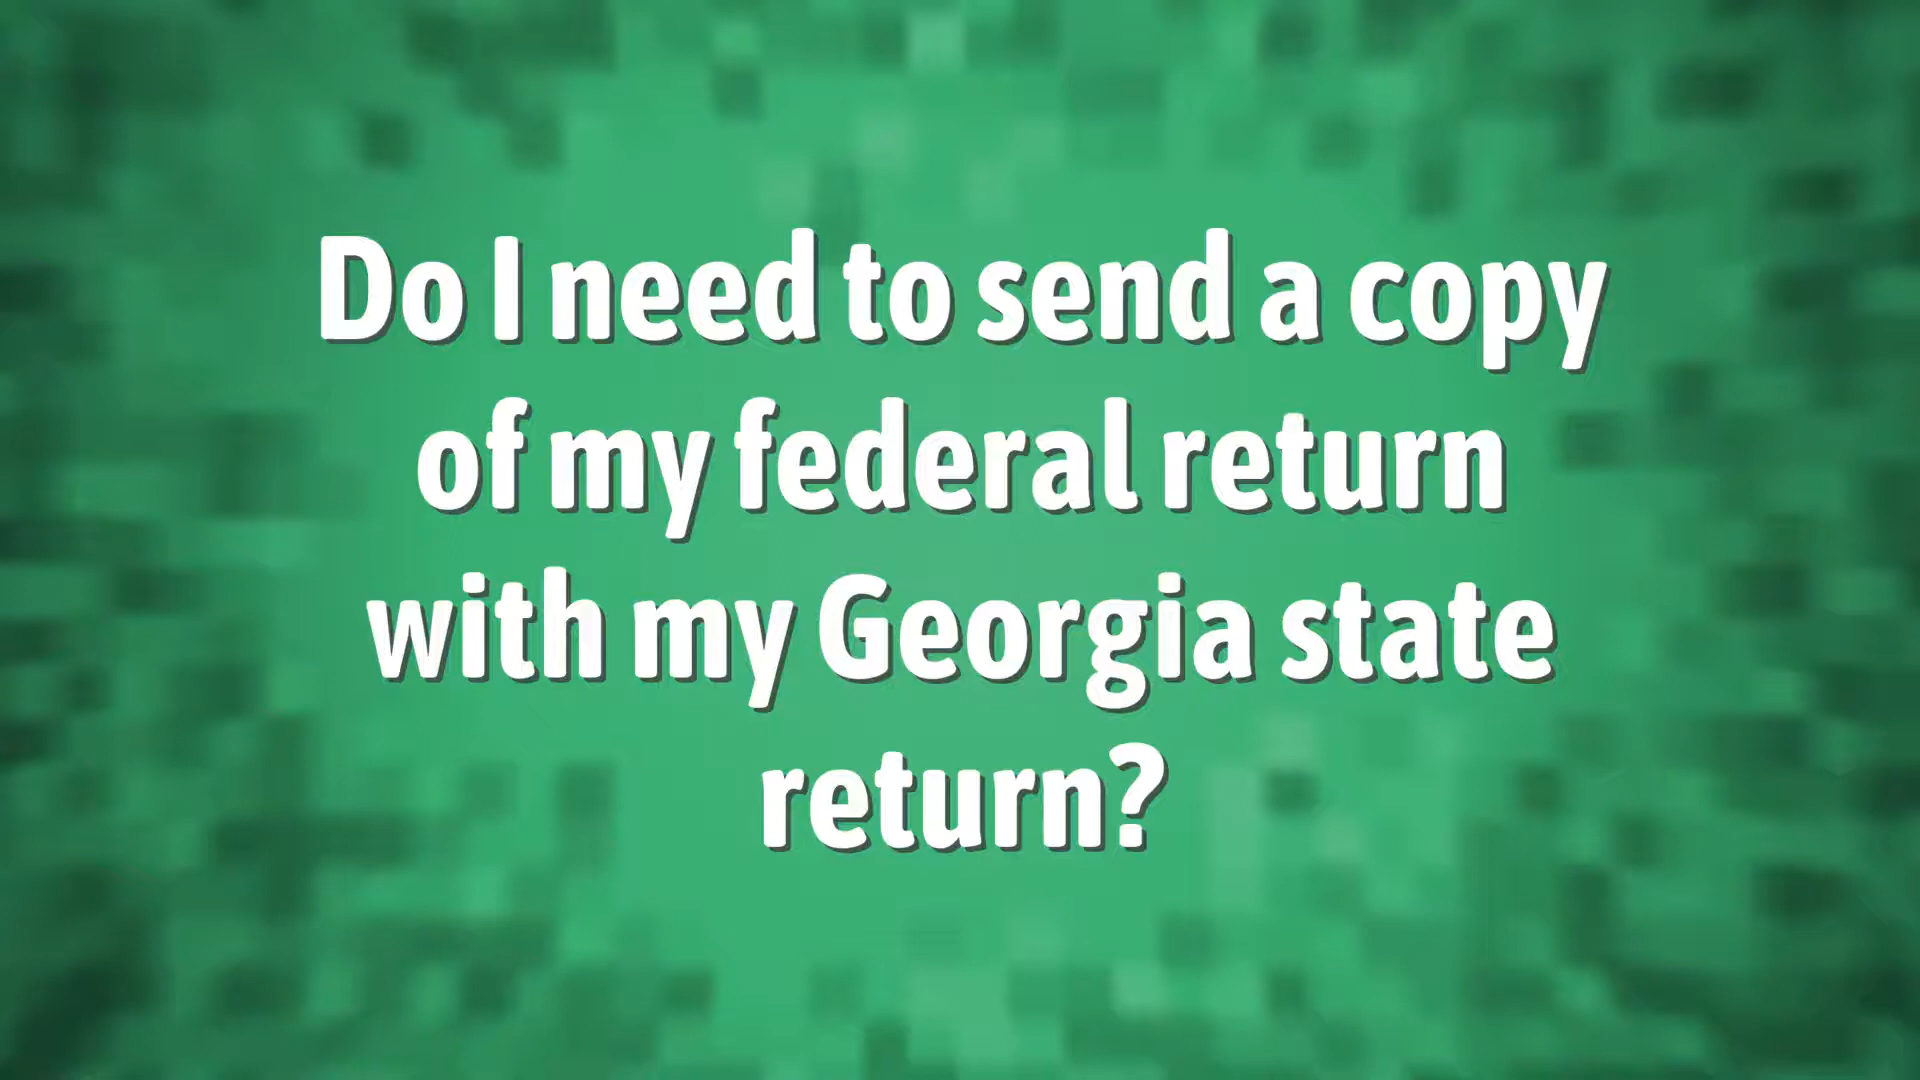 Do I need to send a copy
of my federal return
with my Georgia state
return?